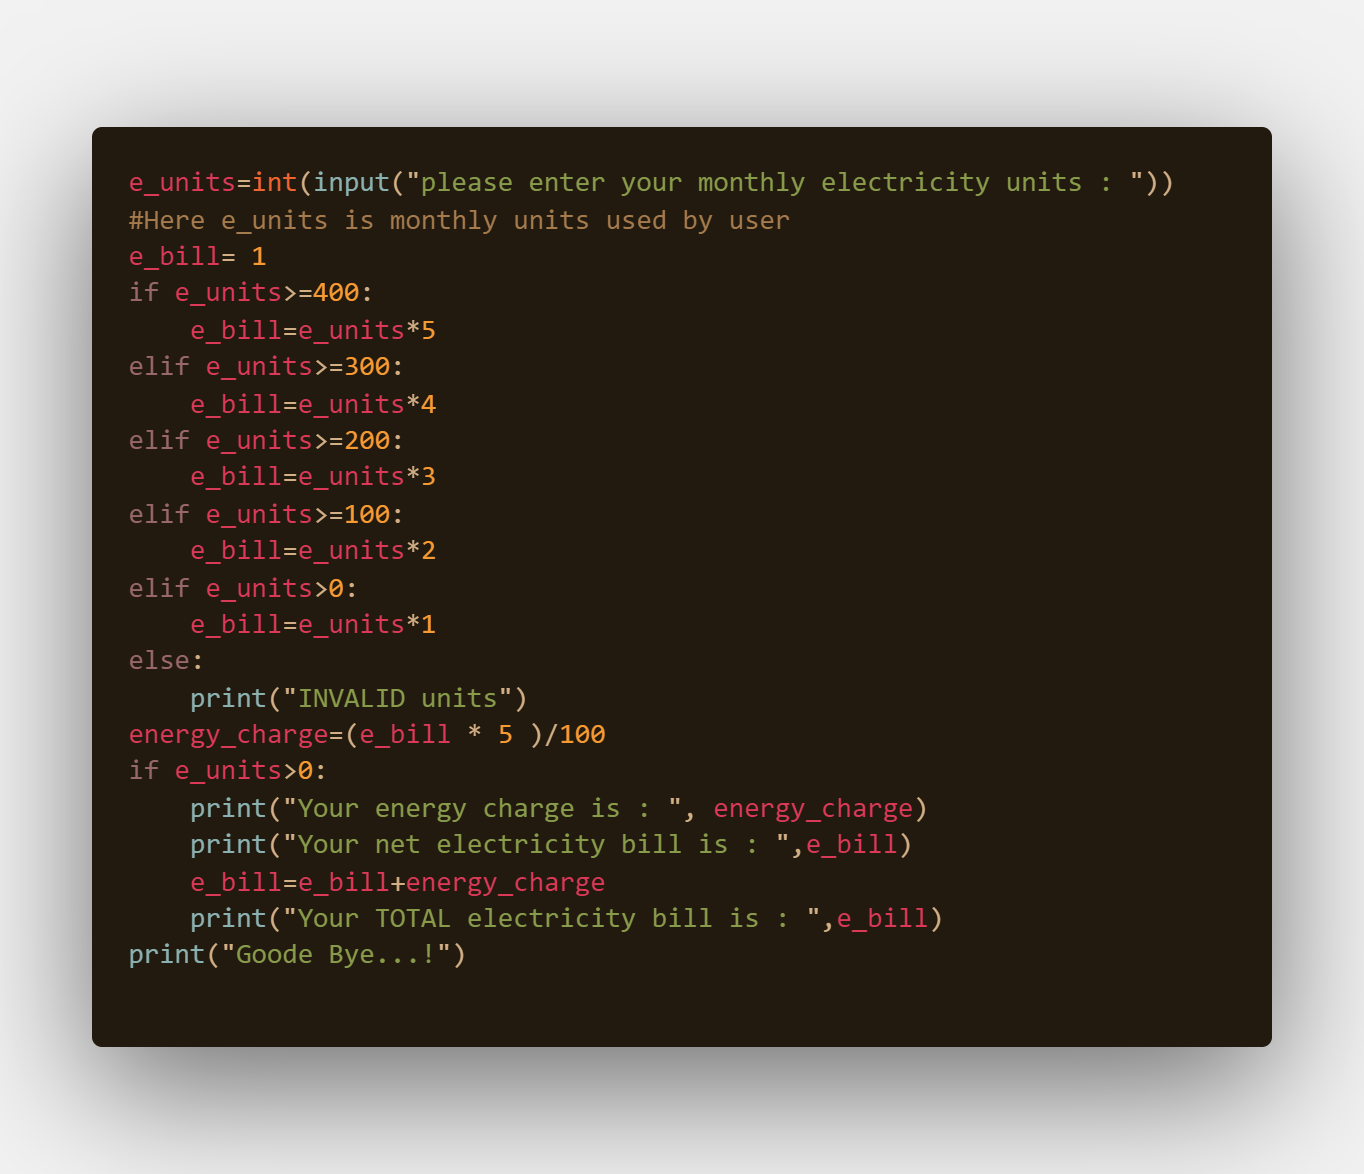 e_units=int(input("please enter your monthly electricity units : "))
#Here e_units is monthly units used by user
e_bill= 1
if e_units>=400:
    e_bill=e_units*5
elif e_units>=300:
    e_bill=e_units*4
elif e_units>=200:
    e_bill=e_units*3
elif e_units>=100:
    e_bill=e_units*2
elif e_units>0:
    e_bill=e_units*1
else:
    print("INVALID units")
energy_charge=(e_bill * 5 )/100
if e_units>0:
    print("Your energy charge is : ", energy_charge)
    print("Your net electricity bill is : ",e_bill)
    e_bill=e_bill+energy_charge
    print("Your TOTAL electricity bill is : ",e_bill)
print("Goode Bye...!")